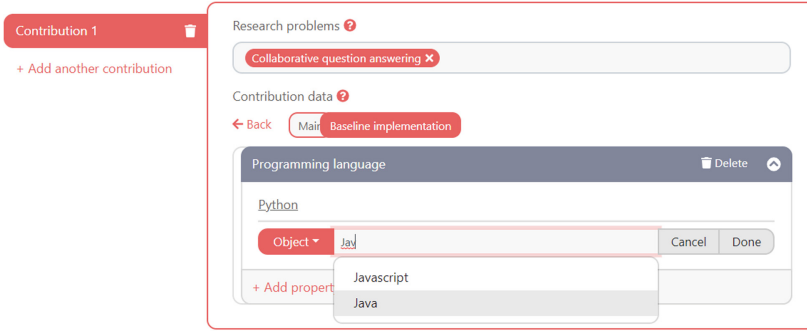 Contribution 1
+ Add another contribution
Research problems ?
Collaborative question answering ×
Contribution data ?
← Back Main Baseline implementation
Programming language Delete
Python
Object Jav Cancel Done
Javascript
+ Add propert
Java